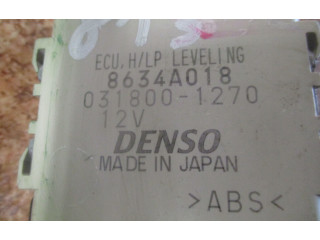 ECU, H/LP LEVELING
8634A018
031800-1270
12V
DENSO
MADE IN JAPAN
>ABS<